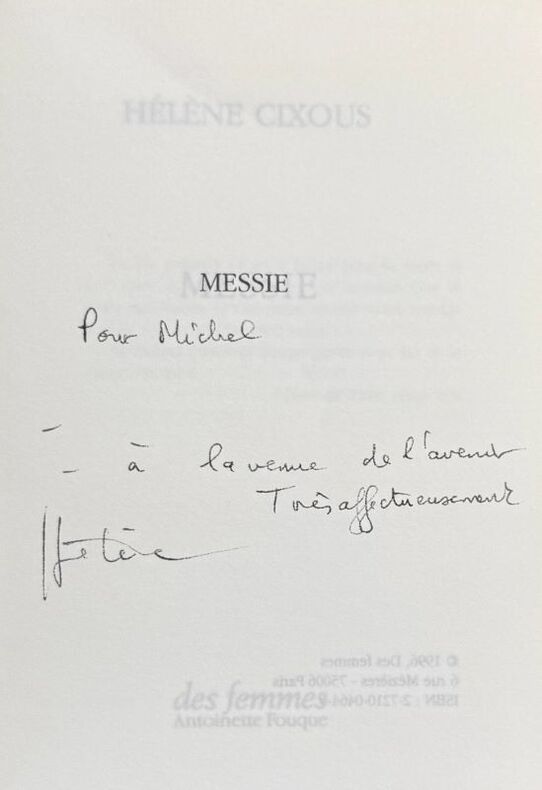 HÉLÈNE CIXOUS
MESSIE
MESSIE
Pour Michel
— à la venue de l'avenir
Très affectueusement
Hélène
© 1996, Des femmes
6 rue Mézières – 75006 Paris
des femmes
Antoinette Fouque